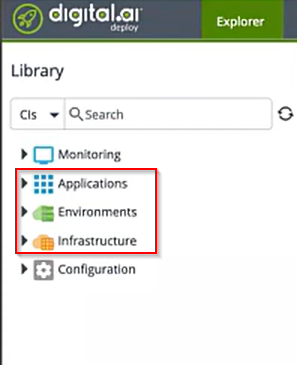 digital.ai
deploy
Explorer
Library
CIs
Search
Monitoring
Applications
Environments
Infrastructure
Configuration